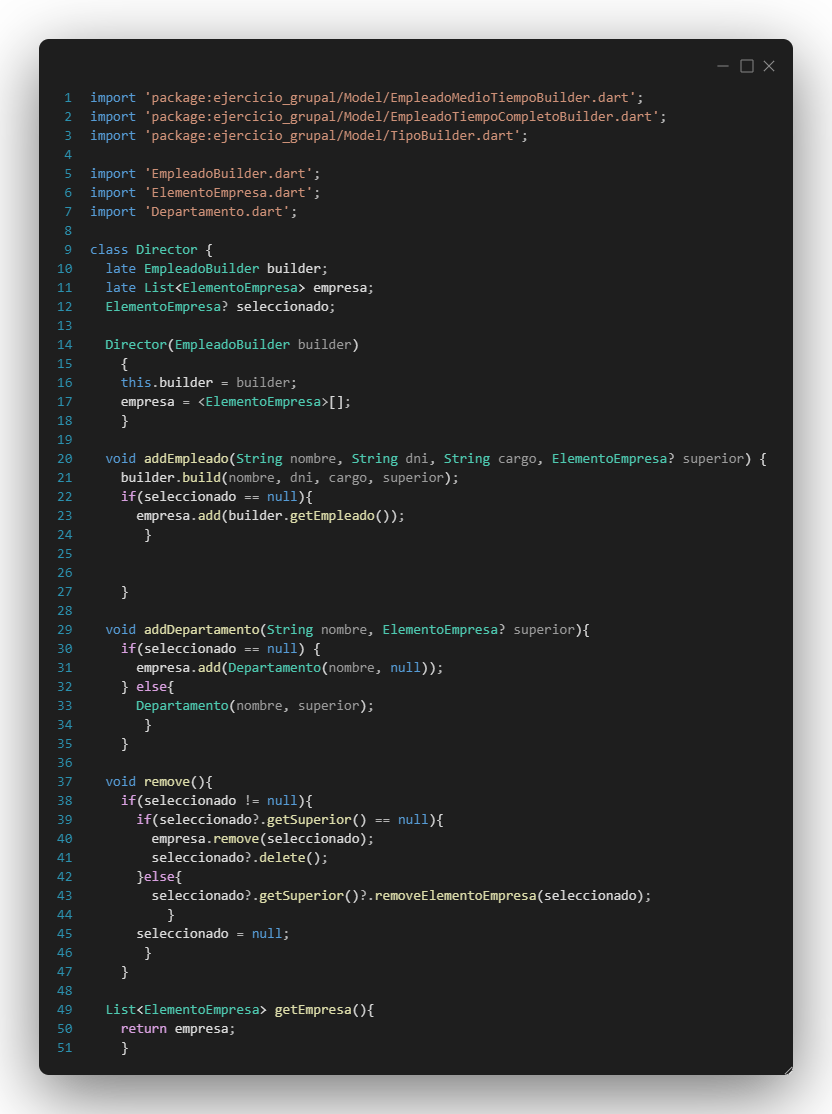 1 import 'package:ejercicio_grupal/Model/EmpleadoMedioTiempoBuilder.dart';
2 import 'package:ejercicio_grupal/Model/EmpleadoTiempoCompletoBuilder.dart';
3 import 'package:ejercicio_grupal/Model/TipoBuilder.dart';
4
5 import 'EmpleadoBuilder.dart';
6 import 'ElementoEmpresa.dart';
7 import 'Departamento.dart';
8
9 class Director {
10   late EmpleadoBuilder builder;
11   late List<ElementoEmpresa> empresa;
12   ElementoEmpresa? seleccionado;
13
14   Director(EmpleadoBuilder builder)
15     {
16     this.builder = builder;
17     empresa = <ElementoEmpresa>[];
18     }
19
20   void addEmpleado(String nombre, String dni, String cargo, ElementoEmpresa? superior) {
21     builder.build(nombre, dni, cargo, superior);
22     if(seleccionado == null){
23       empresa.add(builder.getEmpleado());
24        }
25
26
27     }
28
29   void addDepartamento(String nombre, ElementoEmpresa? superior){
30     if(seleccionado == null) {
31       empresa.add(Departamento(nombre, null));
32     } else{
33       Departamento(nombre, superior);
34        }
35     }
36
37   void remove(){
38     if(seleccionado != null){
39       if(seleccionado?.getSuperior() == null){
40         empresa.remove(seleccionado);
41         seleccionado?.delete();
42       }else{
43         seleccionado?.getSuperior()?.removeElementoEmpresa(seleccionado);
44           }
45       seleccionado = null;
46        }
47     }
48
49   List<ElementoEmpresa> getEmpresa(){
50     return empresa;
51     }